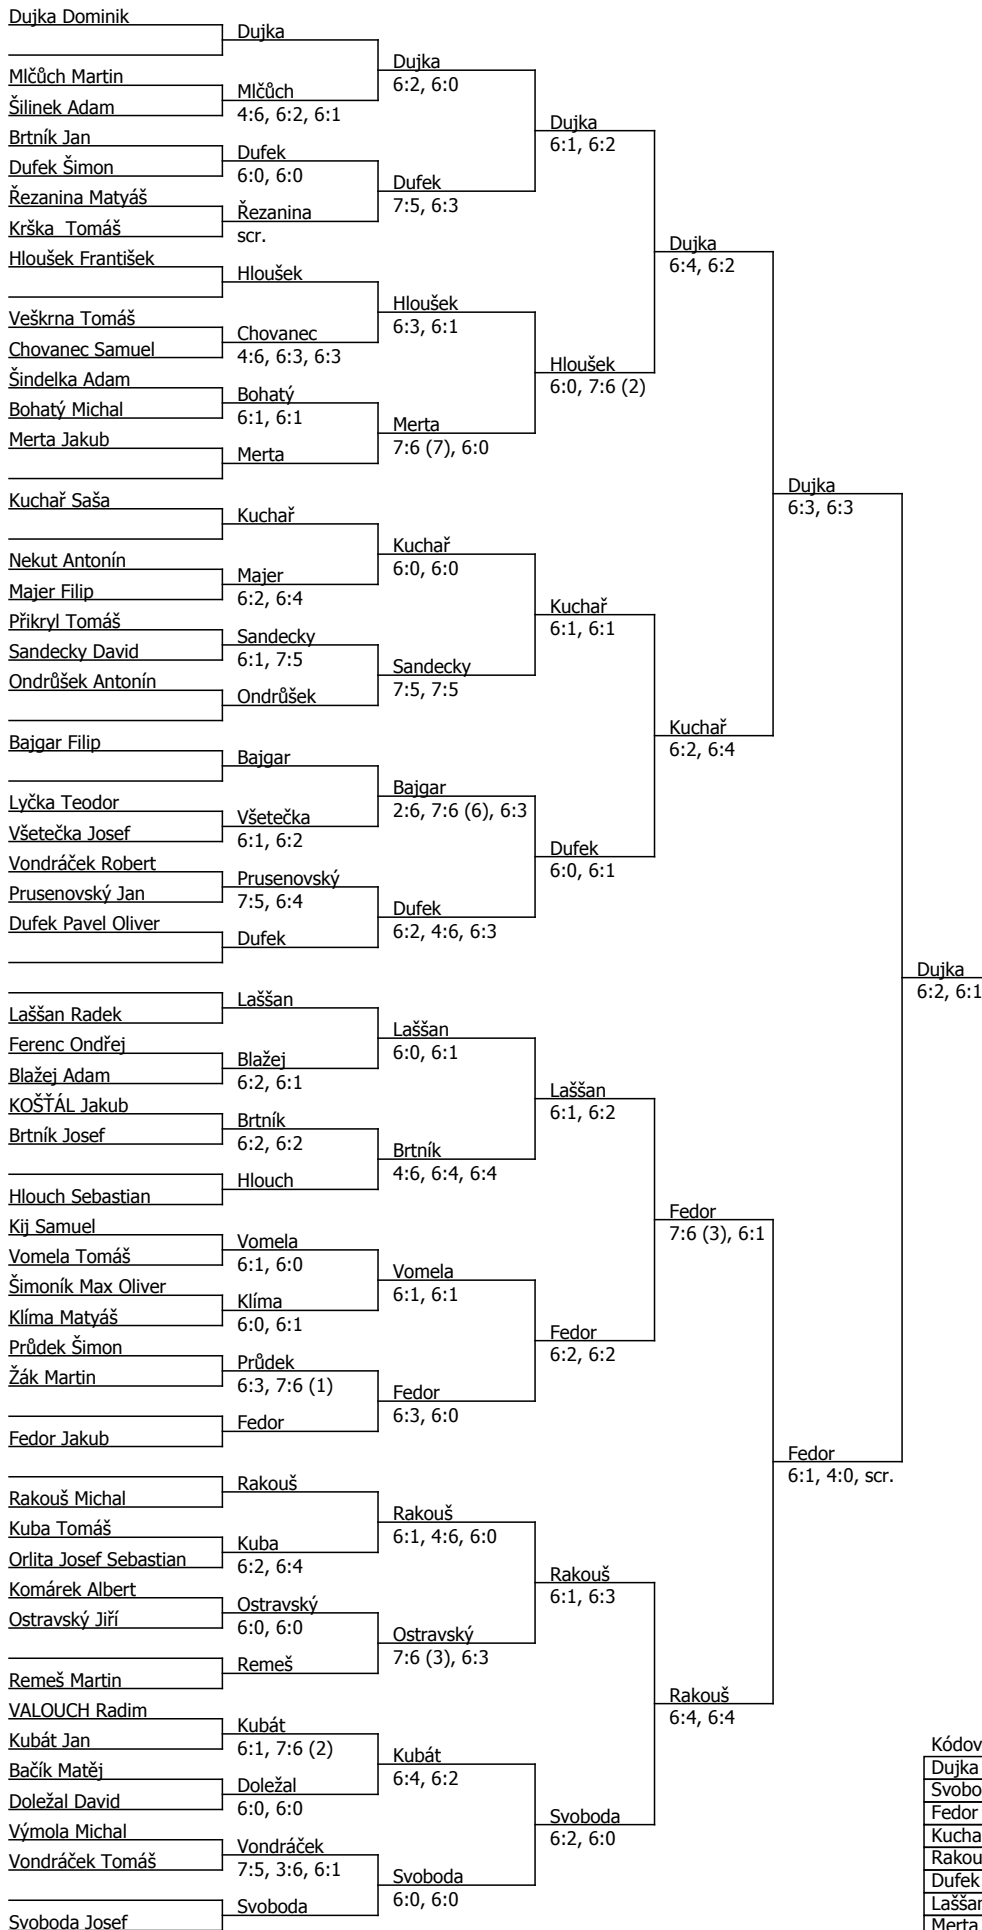 Dujka Dominik
Dujka
Dujka
6:2, 6:0
Mlčůch Martin
Mlčůch
4:6, 6:2, 6:1
Šilinek Adam
Dujka
6:1, 6:2
Brtník Jan
Dufek
6:0, 6:0
Dufek Šimon
Dufek
7:5, 6:3
Řezanina Matyáš
Řezanina
scr.
Krška  Tomáš
Dujka
6:4, 6:2
Hloušek František
Hloušek
Hloušek
6:3, 6:1
Veškrna Tomáš
Chovanec
4:6, 6:3, 6:3
Chovanec Samuel
Hloušek
6:0, 7:6 (2)
Šindelka Adam
Bohatý
6:1, 6:1
Bohatý Michal
Merta
7:6 (7), 6:0
Merta Jakub
Merta
Dujka
6:3, 6:3
Kuchař Saša
Kuchař
Kuchař
6:0, 6:0
Nekut Antonín
Majer
6:2, 6:4
Majer Filip
Kuchař
6:1, 6:1
Přikryl Tomáš
Sandecky
6:1, 7:5
Sandecky David
Sandecky
7:5, 7:5
Ondrůšek Antonín
Ondrůšek
Kuchař
6:2, 6:4
Bajgar Filip
Bajgar
Bajgar
2:6, 7:6 (6), 6:3
Lyčka Teodor
Všetečka
6:1, 6:2
Všetečka Josef
Dufek
6:0, 6:1
Vondráček Robert
Prusenovský
7:5, 6:4
Prusenovský Jan
Dufek
6:2, 4:6, 6:3
Dufek Pavel Oliver
Dufek
Dujka
6:2, 6:1
Laššan
Laššan Radek
Laššan
6:0, 6:1
Ferenc Ondřej
Blažej
6:2, 6:1
Blažej Adam
Laššan
6:1, 6:2
KOŠŤÁL Jakub
Brtník
6:2, 6:2
Brtník Josef
Brtník
4:6, 6:4, 6:4
Hlouch
Hlouch Sebastian
Fedor
7:6 (3), 6:1
Kij Samuel
Vomela
6:1, 6:0
Vomela Tomáš
Vomela
6:1, 6:1
Šimoník Max Oliver
Klíma
6:0, 6:1
Klíma Matyáš
Fedor
6:2, 6:2
Průdek Šimon
Průdek
6:3, 7:6 (1)
Žák Martin
Fedor
6:3, 6:0
Fedor
Fedor Jakub
Fedor
6:1, 4:0, scr.
Rakouš
Rakouš Michal
Rakouš
6:1, 4:6, 6:0
Kuba Tomáš
Kuba
6:2, 6:4
Orlita Josef Sebastian
Rakouš
6:1, 6:3
Komárek Albert
Ostravský
6:0, 6:0
Ostravský Jiří
Ostravský
7:6 (3), 6:3
Remeš
Remeš Martin
Rakouš
6:4, 6:4
VALOUCH Radim
Kubát
6:1, 7:6 (2)
Kubát Jan
Kubát
6:4, 6:2
Bačík Matěj
Doležal
6:0, 6:0
Doležal David
Svoboda
6:2, 6:0
Výmola Michal
Vondráček
7:5, 3:6, 6:1
Vondráček Tomáš
Svoboda
6:0, 6:0
Svoboda
Svoboda Josef
Kódov
Dujka
Svobo
Fedor
Kucha
Rakou
Dufek
Laššan
Merta